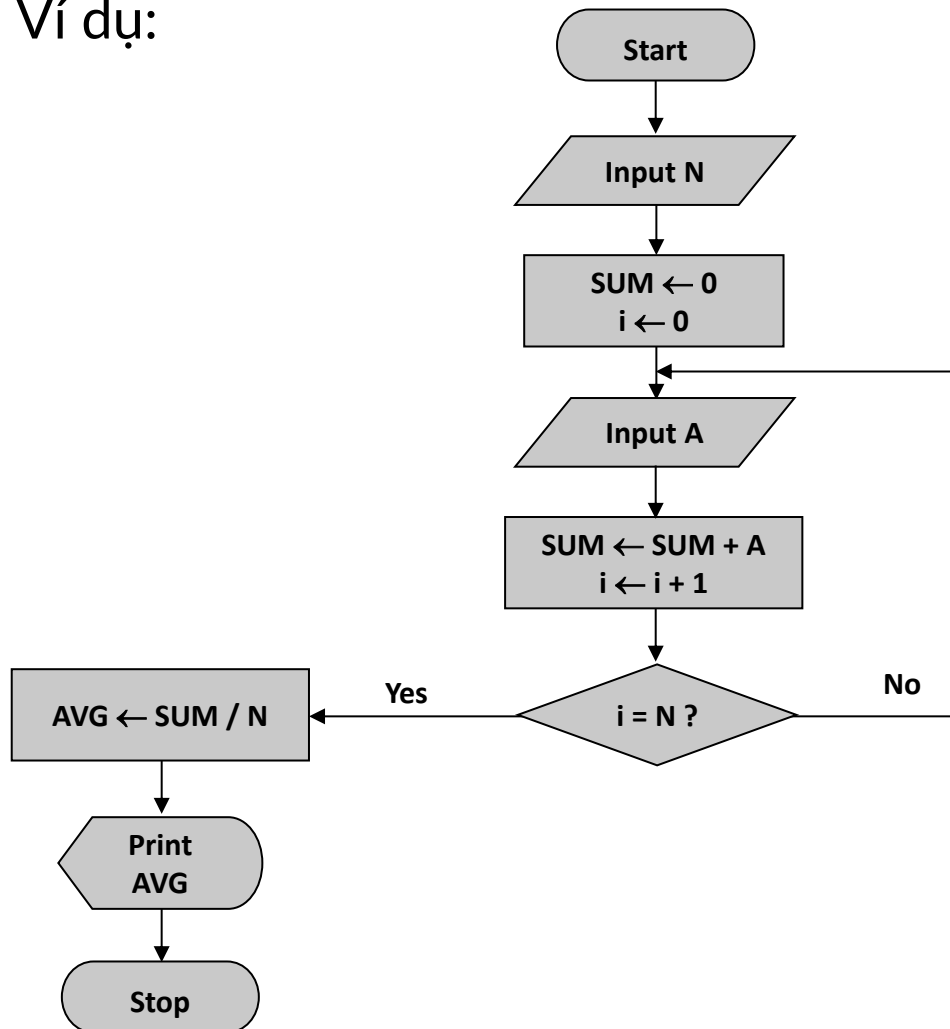 Ví dụ:
Start
Input N
SUM ← 0
i ← 0
Input A
SUM ← SUM + A
i ← i + 1
i = N ?
No
Yes
AVG ← SUM / N
Print
AVG
Stop